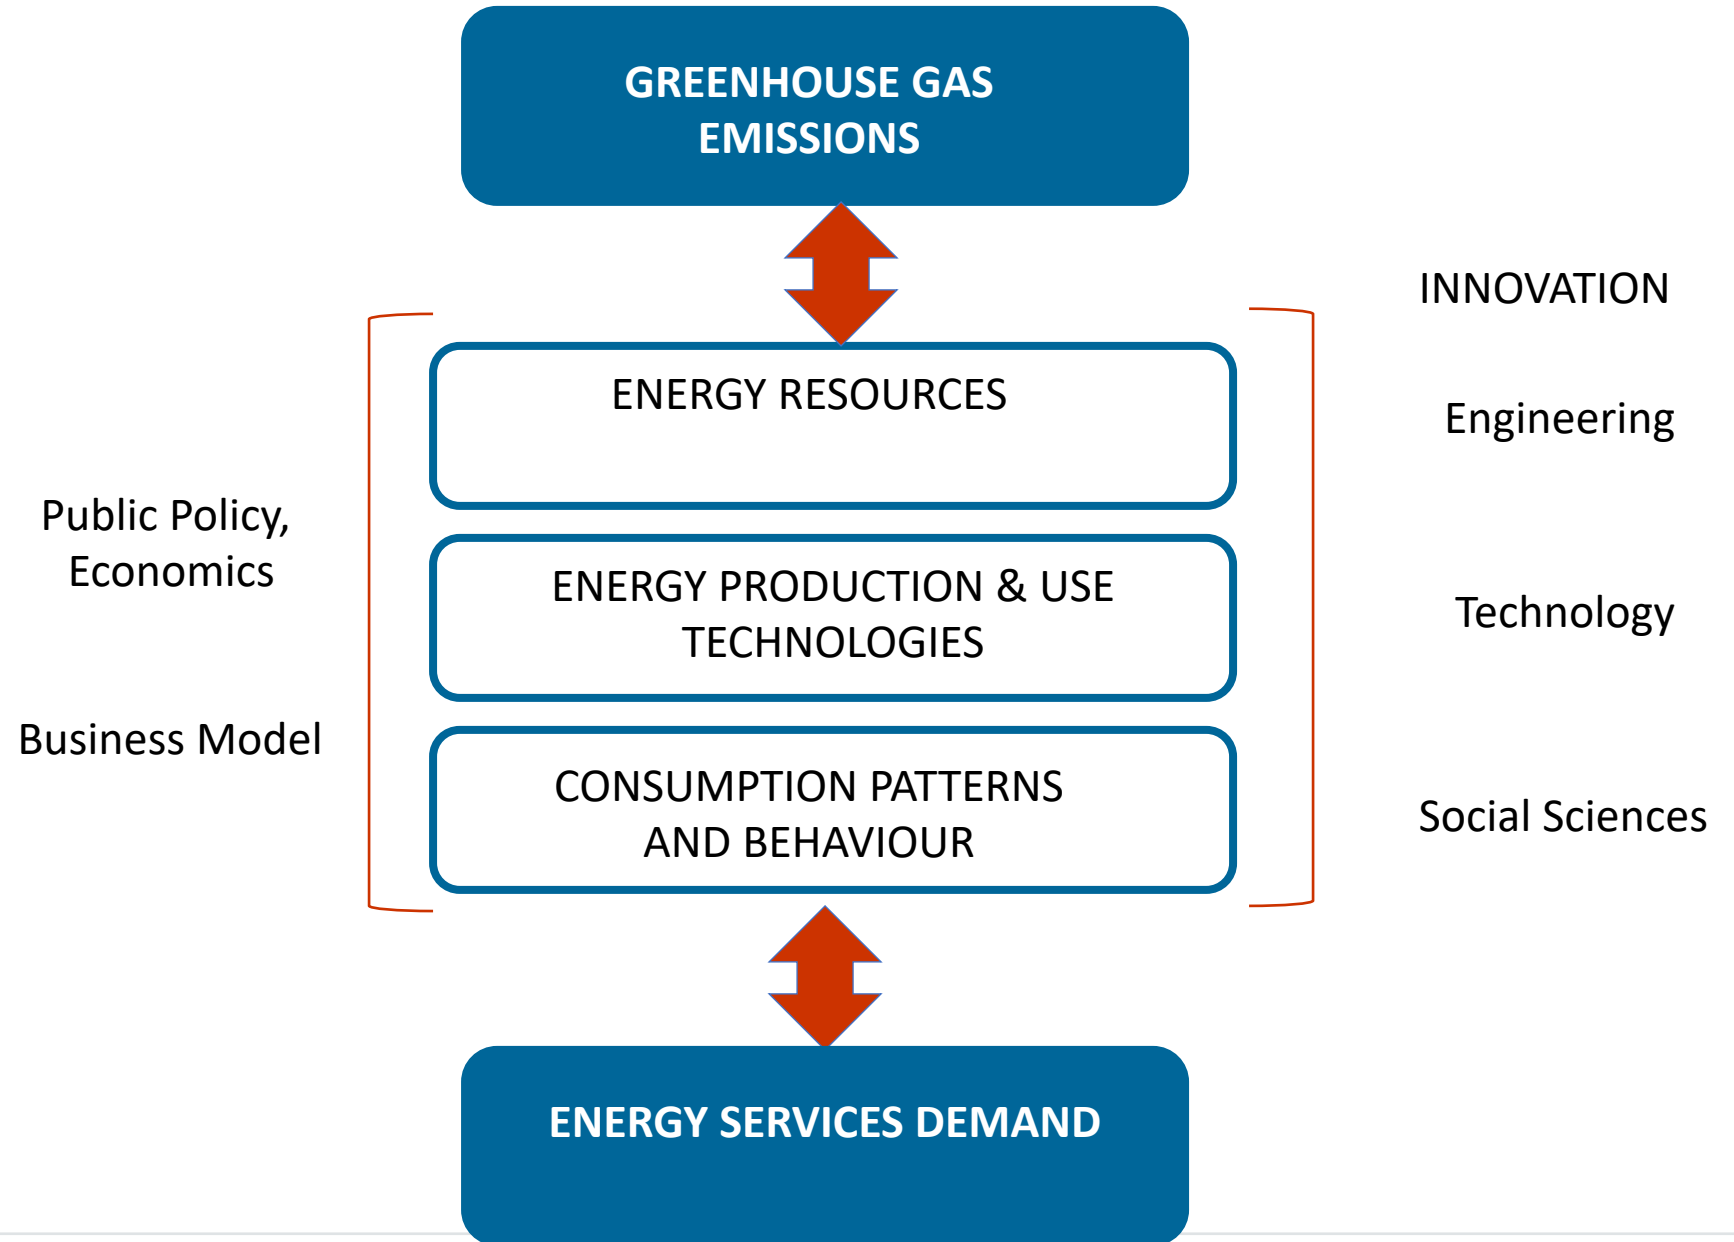 GREENHOUSE GAS
EMISSIONS
INNOVATION
ENERGY RESOURCES
Engineering
Public Policy,
Economics
ENERGY PRODUCTION & USE
TECHNOLOGIES
Technology
Business Model
CONSUMPTION PATTERNS
AND BEHAVIOUR
Social Sciences
ENERGY SERVICES DEMAND